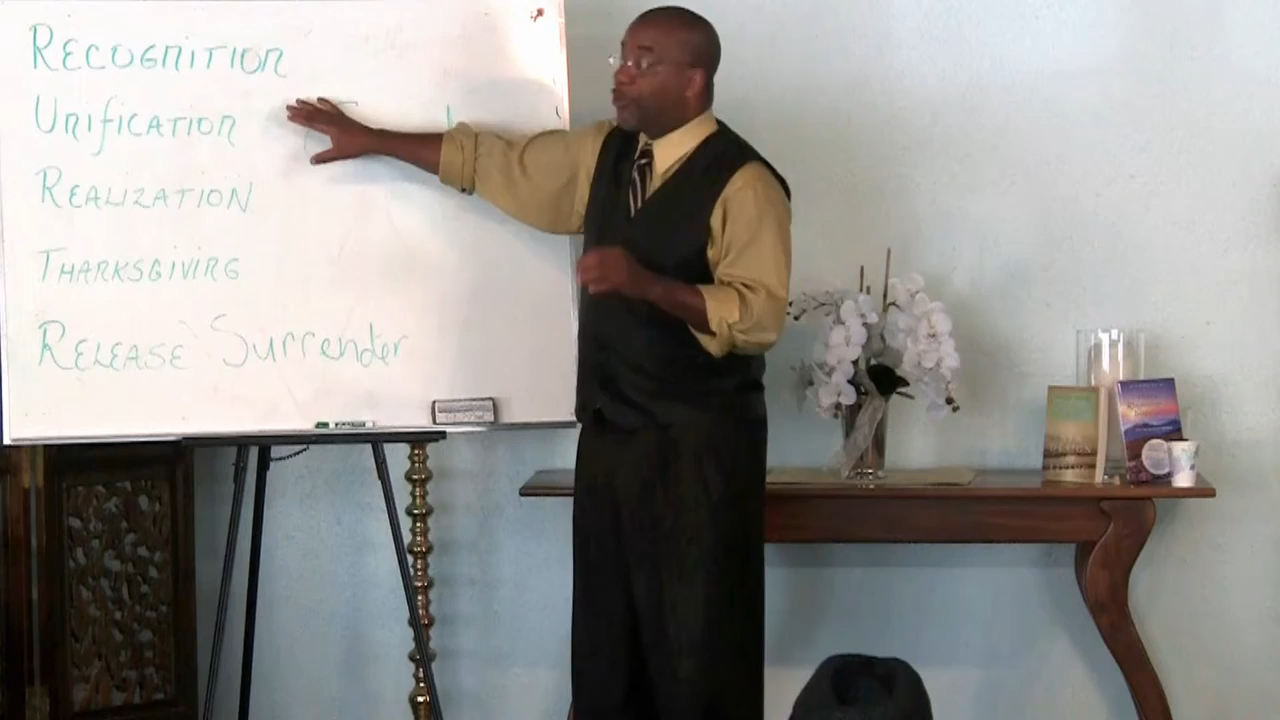 Recognition
Unification
Realization
Thanksgiving
Release Surrender